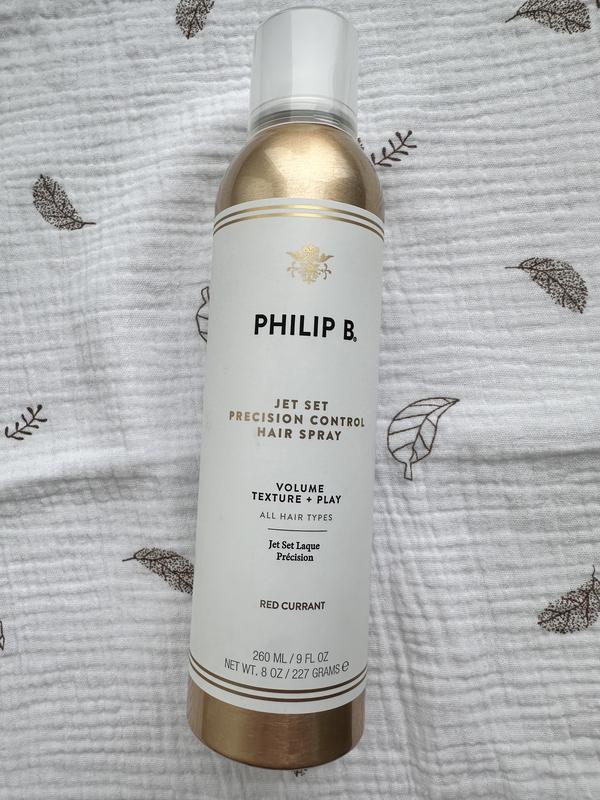 PHILIP B.
JET SET
PRECISION CONTROL
HAIR SPRAY
VOLUME
TEXTURE + PLAY
ALL HAIR TYPES
Jet Set Laque
Précision
RED CURRANT
260 ML / 9 FL OZ
NET WT. 8 OZ / 227 GRAMS ℮